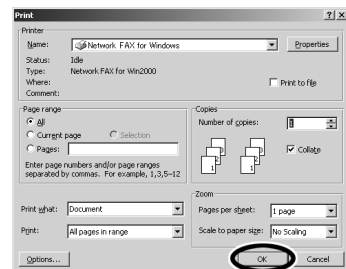 Print
? X
Printer
Name: Network FAX for Windows Properties
Status: Idle
Type: Network FAX for Win2000
Where:
Comment:
Print to file
Page range
All
Current page Selection
Pages:
Enter page numbers and/or page ranges
separated by commas. For example, 1,3,5–12
Copies
Number of copies: 1
Collate
Print what: Document
Print: All pages in range
Zoom
Pages per sheet: 1 page
Scale to paper size: No Scaling
Options... OK Cancel